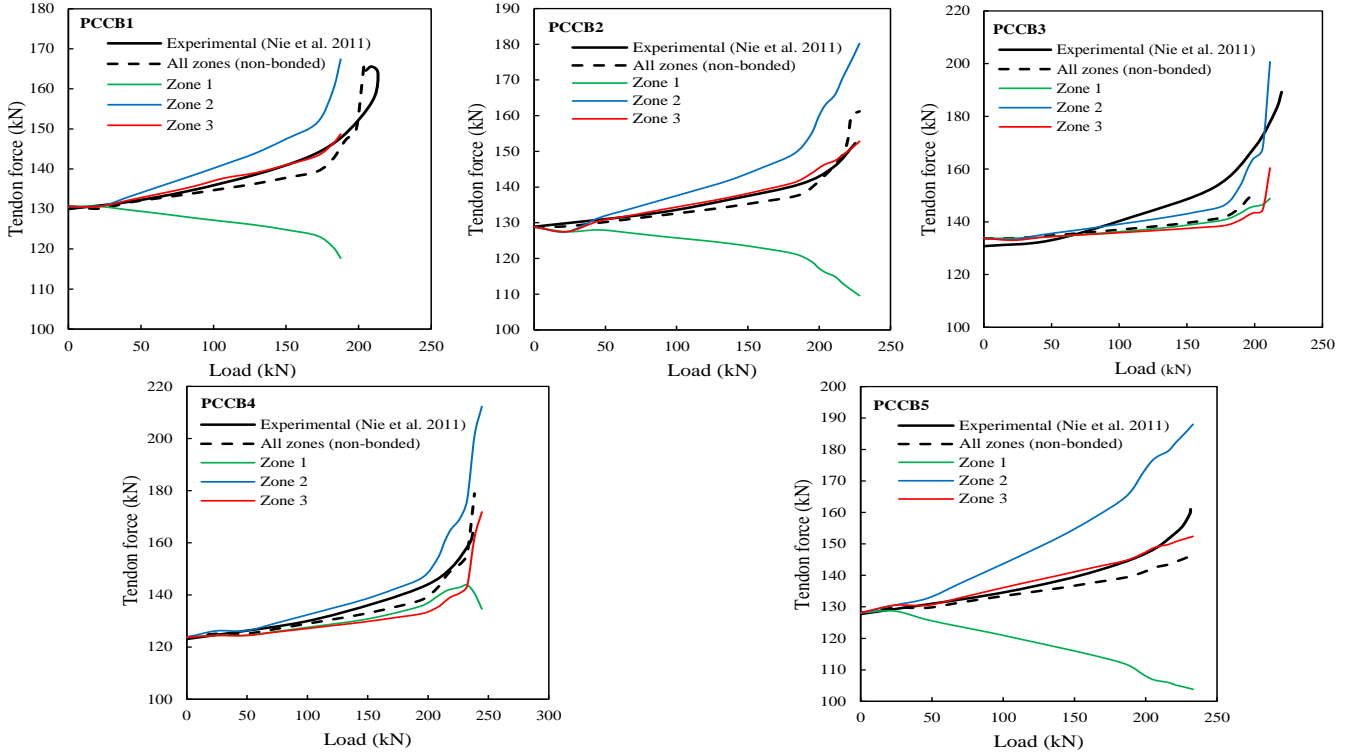 PCCB1
Experimental (Nie et al. 2011)
All zones (non-bonded)
Zone 1
Zone 2
Zone 3
Tendon force (kN)
180
170
160
150
140
130
120
110
100
0 50 100 150 200 250
Load (kN)
PCCB2
Experimental (Nie et al. 2011)
All zones (non-bonded)
Zone 1
Zone 2
Zone 3
Tendon force (kN)
190
180
170
160
150
140
130
120
110
100
0 50 100 150 200 250
Load (kN)
PCCB3
Experimental (Nie et al. 2011)
All zones (non-bonded)
Zone 1
Zone 2
Zone 3
Tendon force (kN)
220
200
180
160
140
120
100
0 50 100 150 200 250
Load (kN)
PCCB4
Experimental (Nie et al. 2011)
All zones (non-bonded)
Zone 1
Zone 2
Zone 3
Tendon force (kN)
220
200
180
160
140
120
100
0 50 100 150 200 250 300
Load (kN)
PCCB5
Experimental (Nie et al. 2011)
All zones (non-bonded)
Zone 1
Zone 2
Zone 3
Tendon force (kN)
200
190
180
170
160
150
140
130
120
110
100
0 50 100 150 200 250
Load (kN)